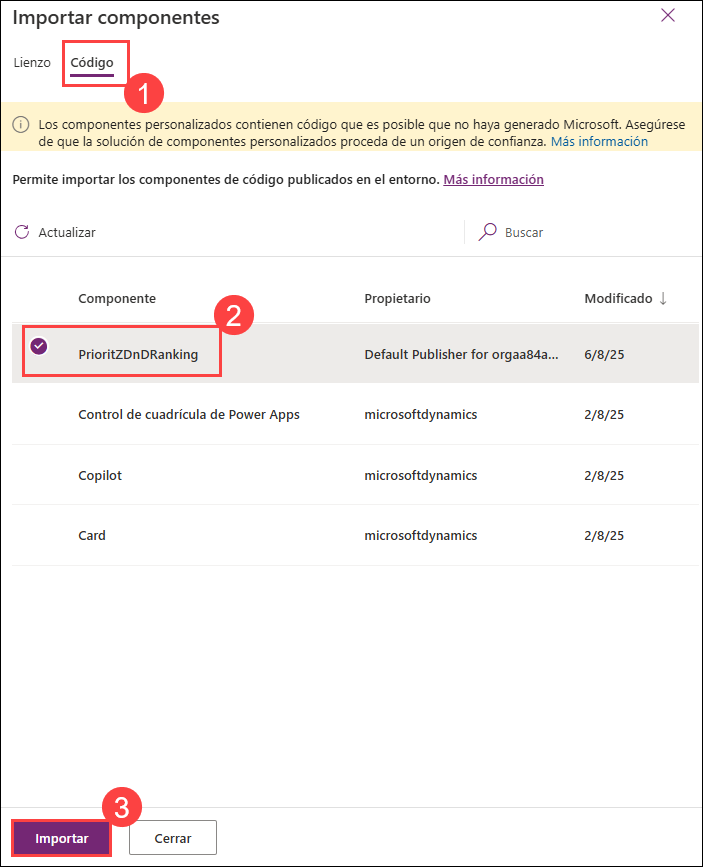 Importar componentes
Lienzo
Código
1
Los componentes personalizados contienen código que es posible que no haya generado Microsoft. Asegúrese
de que la solución de componentes personalizados proceda de un origen de confianza. Más información
Permite importar los componentes de código publicados en el entorno. Más información
Actualizar
Buscar
Componente
Propietario
Modificado
2
PrioritZDnDRanking
Default Publisher for orgaa84a...
6/8/25
Control de cuadrícula de Power Apps
microsoftdynamics
2/8/25
Copilot
microsoftdynamics
2/8/25
Card
microsoftdynamics
2/8/25
3
Importar
Cerrar